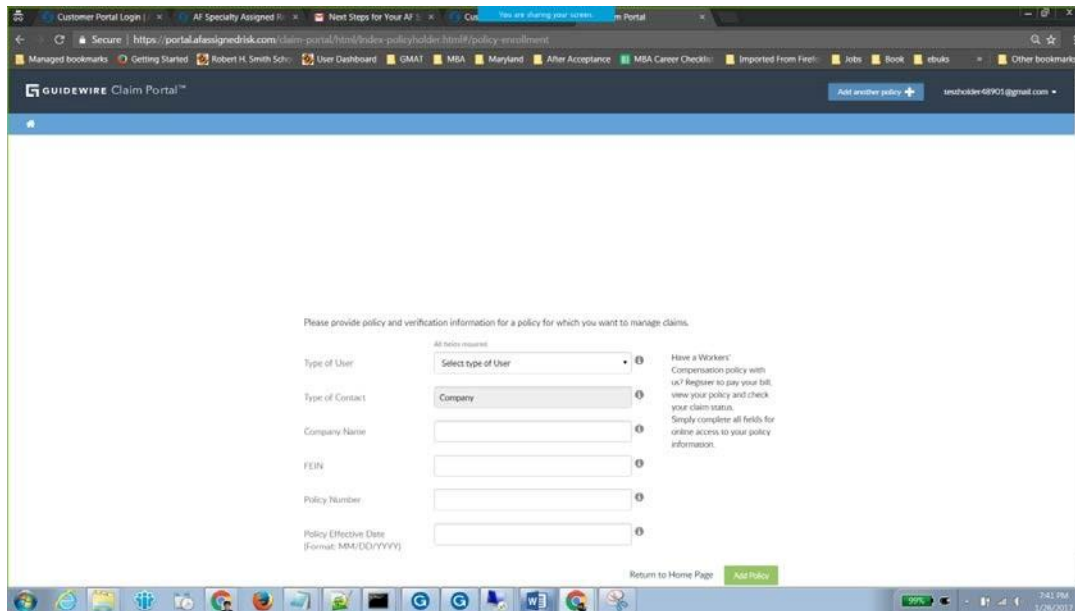 Customer Portal Login |
AF Specialty Assigned R
Next Steps for Your AF
Cus
You are sharing your screen.
m Portal
Secure | https://portal.afassignedrisk.com/claim-portal/html/index-policyholder.html#/policy-enrollment
Managed bookmarks
Getting Started
Robert H. Smith Scho
User Dashboard
GMAT
MBA
Maryland
After Acceptance
MBA Career Checkli
Imported From Firef
Jobs
Book
ebuks
Other bookmark
GUIDEWIRE Claim Portal™
Add another policy
testholder48901@gmail.com
Please provide policy and verification information for a policy for which you want to manage claims.
All fields required
Type of User
Select type of User
Type of Contact
Company
Company Name
FEIN
Policy Number
Policy Effective Date
(Format: MM/DD/YYYY)
Have a Workers'
Compensation policy with
us? Register to pay your bill,
view your policy and check
your claim status.
Simply complete all fields for
online access to your policy
information.
Return to Home Page
Add Policy
99%
7:41 PM